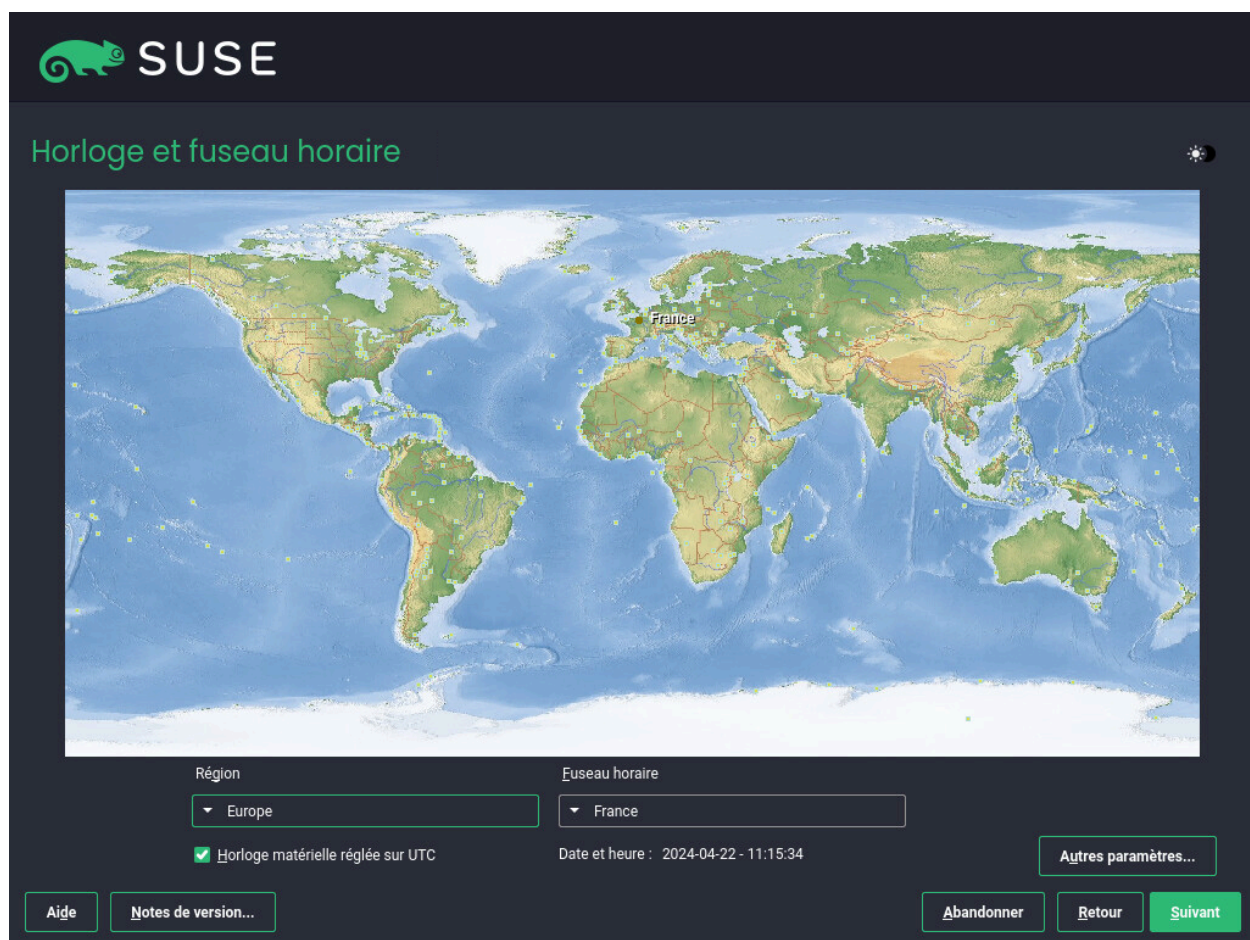 SUSE
Horloge et fuseau horaire
France
Région
Fuseau horaire
Europe
France
Horloge matérielle réglée sur UTC
Date et heure : 2024-04-22 - 11:15:34
Autres paramètres...
Aide
Notes de version...
Abandonner
Retour
Suivant